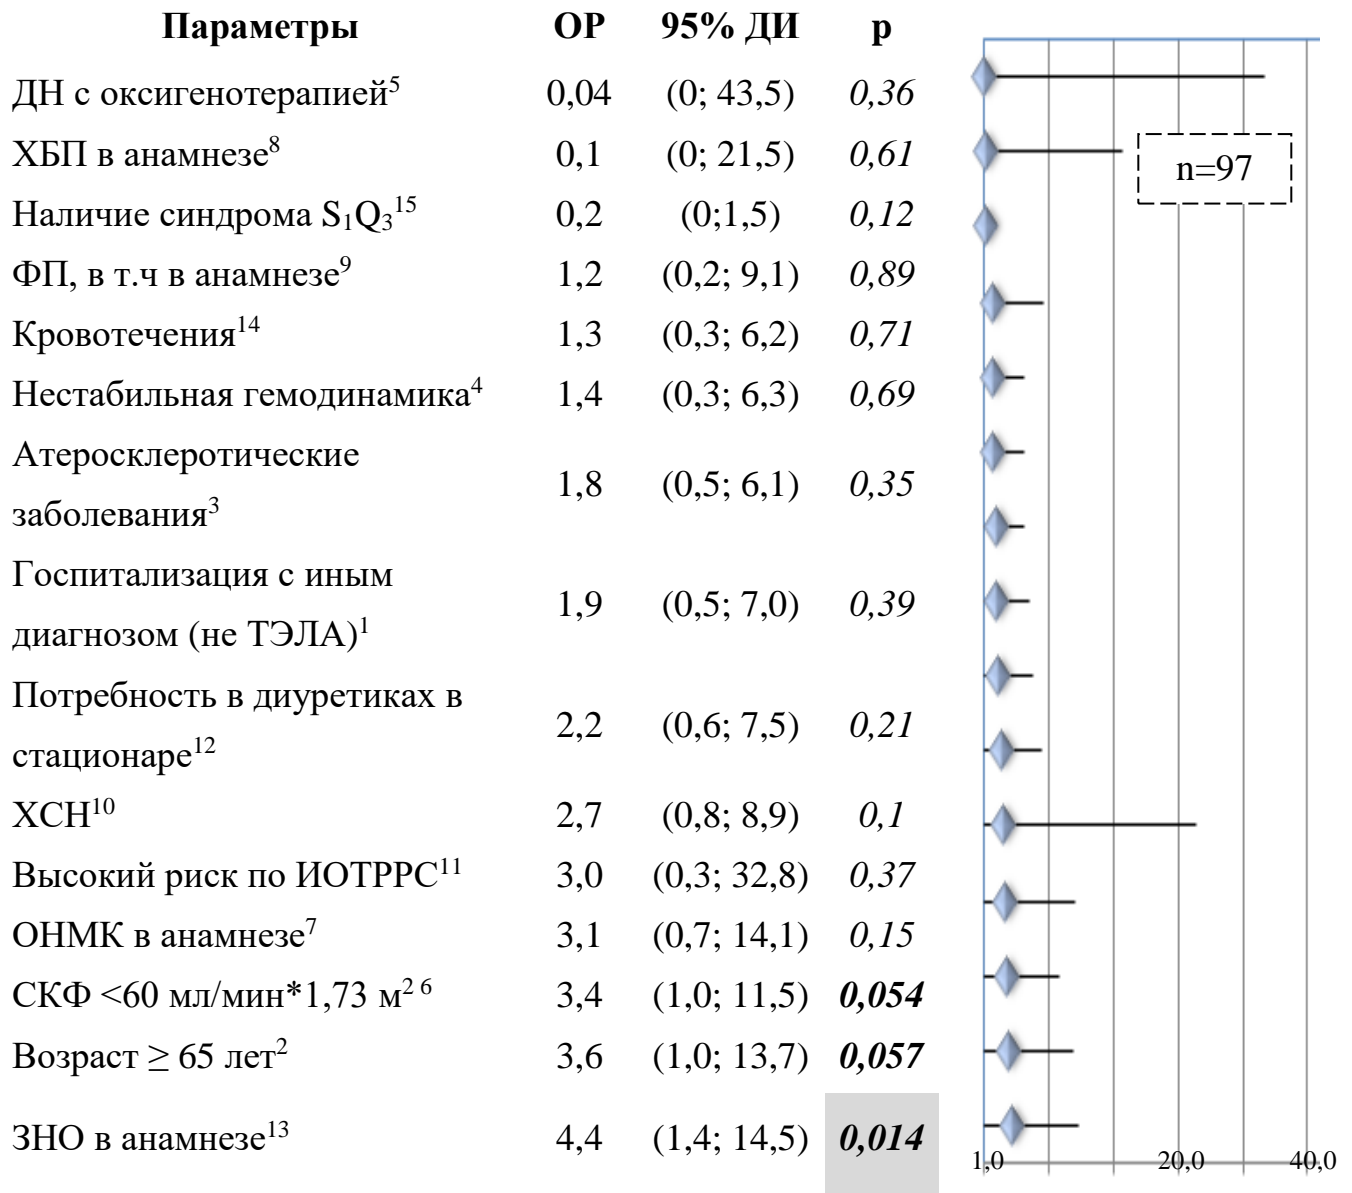 Параметры ОР 95% ДИ p
ДН с оксигенотерапией⁵ 0,04 (0; 43,5) 0,36
ХБП в анамнезе⁸ 0,1 (0; 21,5) 0,61
n=97
Наличие синдрома S₁Q₃¹⁵ 0,2 (0;1,5) 0,12
ФП, в т.ч в анамнезе⁹ 1,2 (0,2; 9,1) 0,89
Кровотечения¹⁴ 1,3 (0,3; 6,2) 0,71
Нестабильная гемодинамика⁴ 1,4 (0,3; 6,3) 0,69
Атеросклеротические
заболевания³ 1,8 (0,5; 6,1) 0,35
Госпитализация с иным
диагнозом (не ТЭЛА)¹ 1,9 (0,5; 7,0) 0,39
Потребность в диуретиках в
стационаре¹² 2,2 (0,6; 7,5) 0,21
ХСН¹⁰ 2,7 (0,8; 8,9) 0,1
Высокий риск по ИОТРРС¹¹ 3,0 (0,3; 32,8) 0,37
ОНМК в анамнезе⁷ 3,1 (0,7; 14,1) 0,15
СКФ <60 мл/мин*1,73 м² ⁶ 3,4 (1,0; 11,5) 0,054
Возраст ≥ 65 лет² 3,6 (1,0; 13,7) 0,057
ЗНО в анамнезе¹³ 4,4 (1,4; 14,5) 0,014
1,0 20,0 40,0